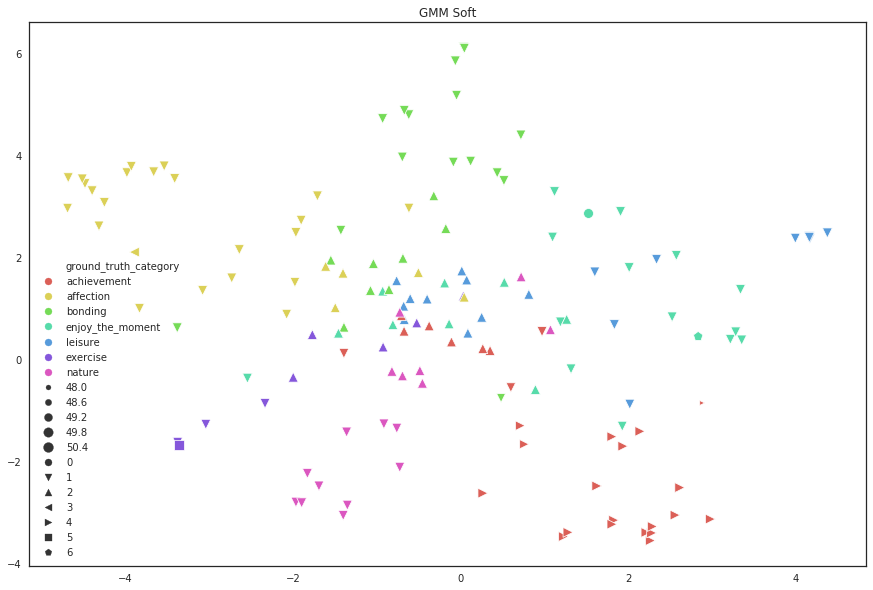 GMM Soft
6
4
2
0
−2
−4
ground_truth_category
achievement
affection
bonding
enjoy_the_moment
leisure
exercise
nature
48.0
48.6
49.2
49.8
50.4
0
1
2
3
4
5
6
−4
−2
0
2
4